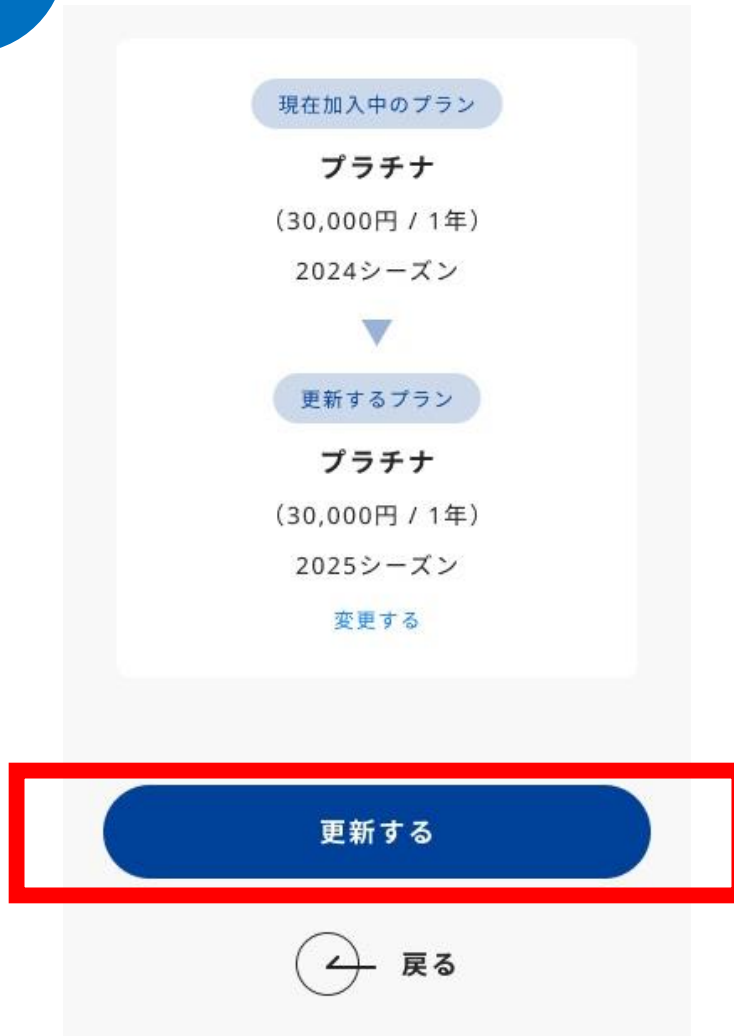 現在加入中のプラン
プラチナ
（30,000円 / 1年）
2024シーズン
更新するプラン
プラチナ
（30,000円 / 1年）
2025シーズン
変更する
更新する
戻る